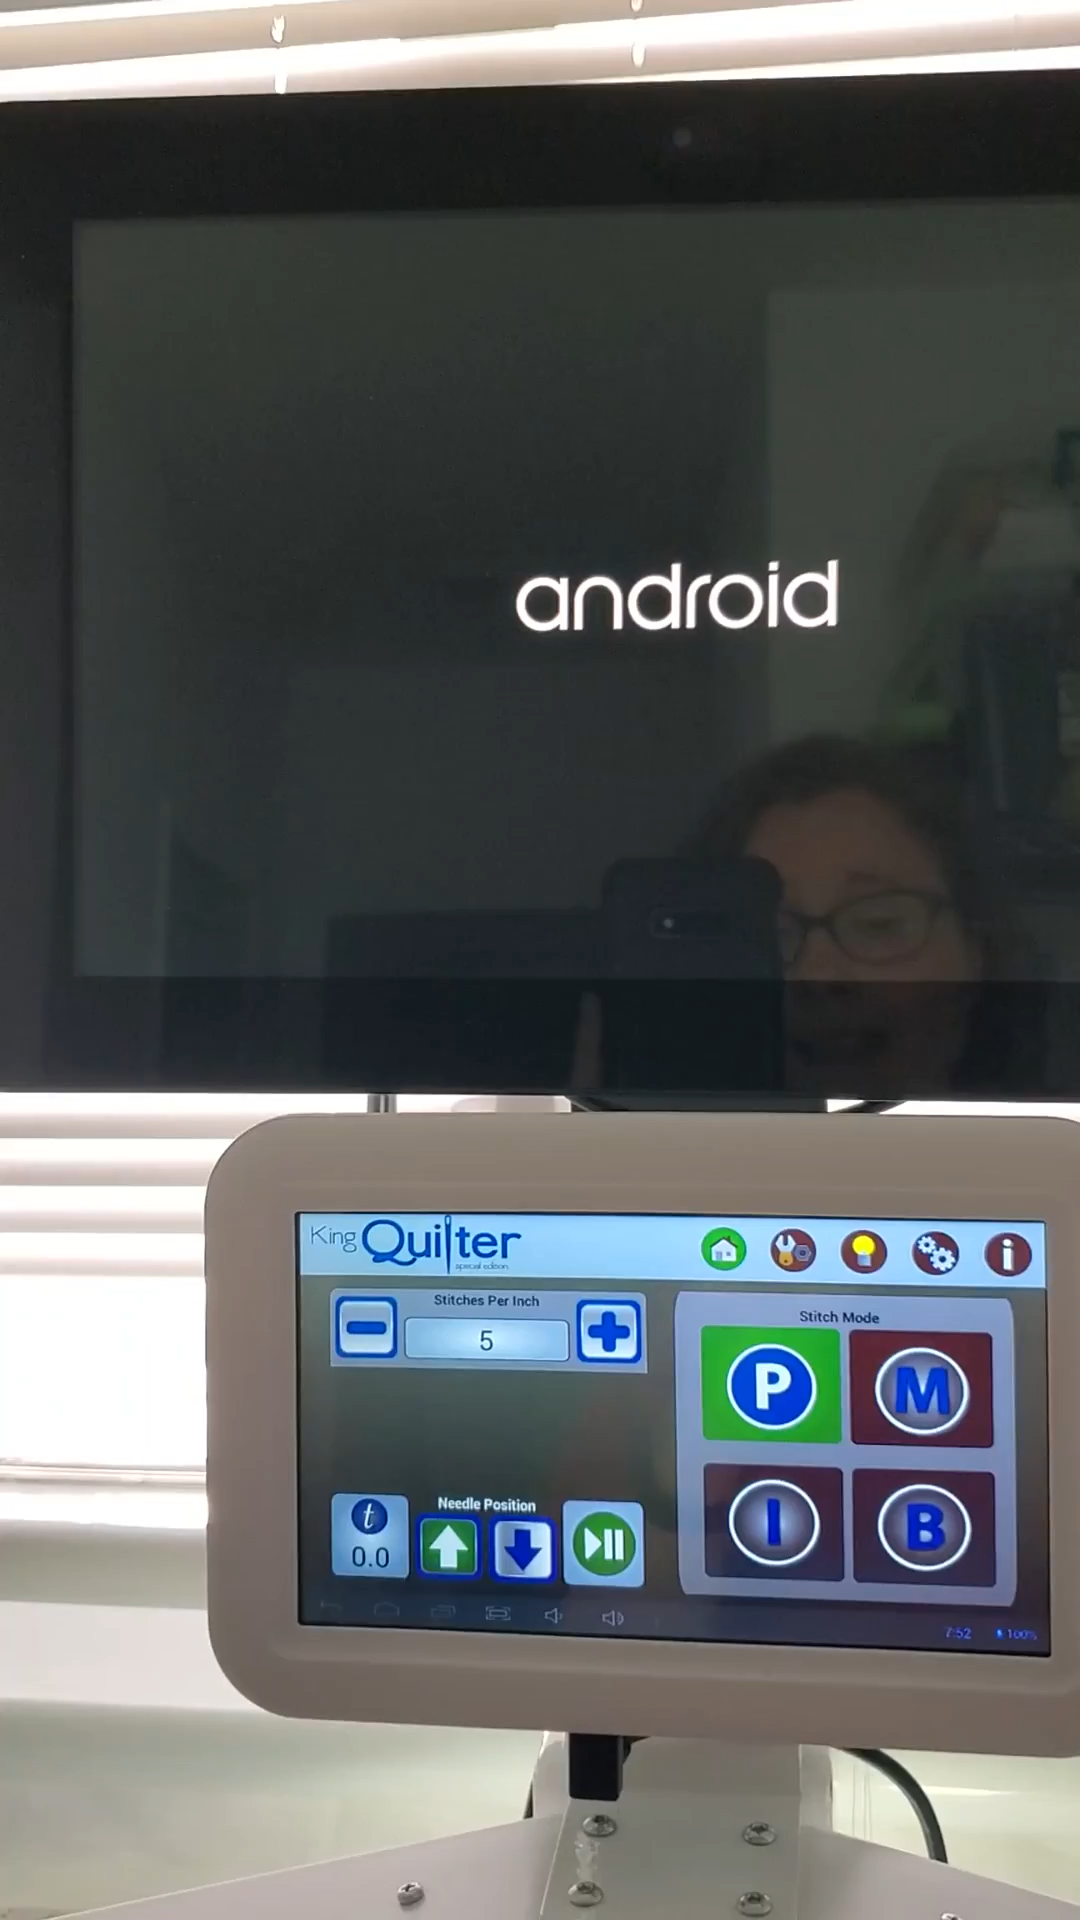 android
King Quilter
special edition
Stitches Per Inch
5
Stitch Mode
P
M
I
B
Needle Position
t
0.0
i
7:52
100%